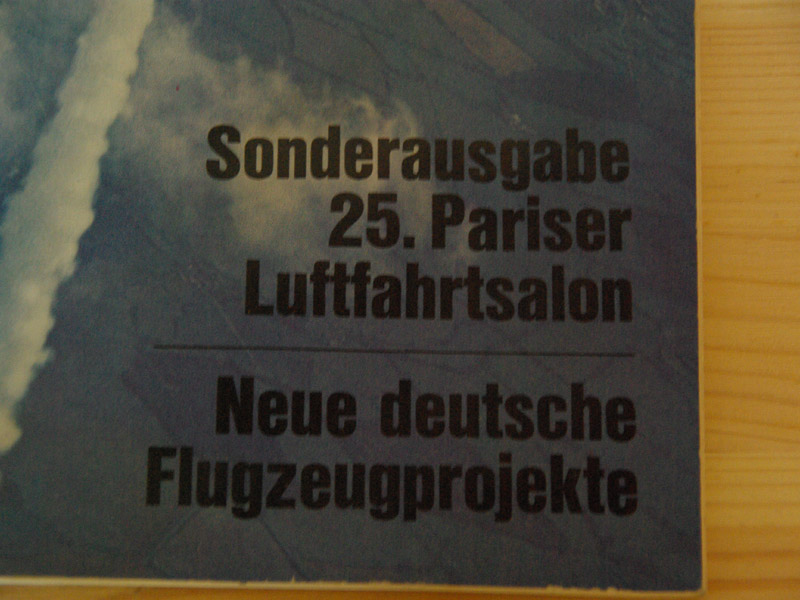 Sonderausgabe
25. Pariser
Luftfahrtsalon
Neue deutsche
Flugzeugprojekte